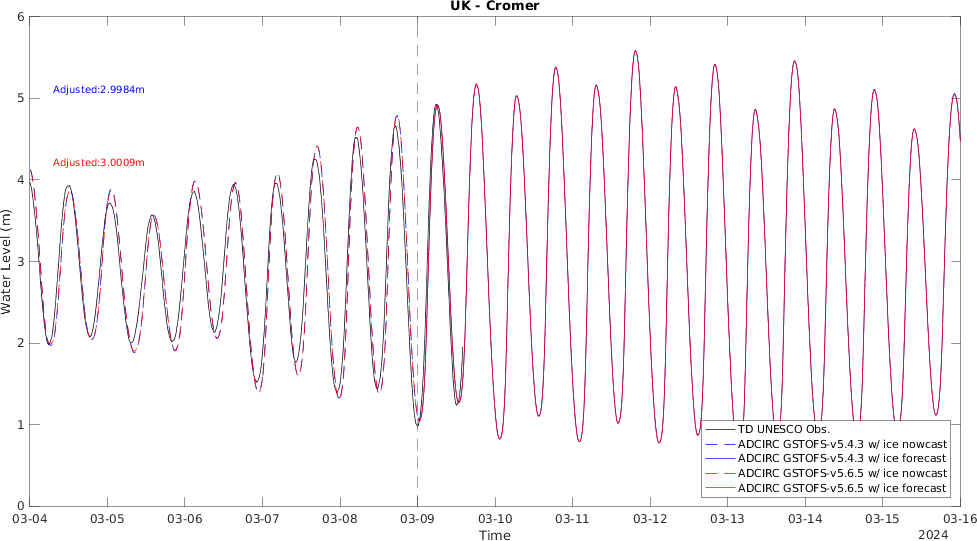 UK - Cromer
6
5
4
3
2
1
0
Water Level (m)
Adjusted:2.9984m
Adjusted:3.0009m
TD UNESCO Obs.
ADCIRC GSTOFS-v5.4.3 w/ ice nowcast
ADCIRC GSTOFS-v5.4.3 w/ ice forecast
ADCIRC GSTOFS-v5.6.5 w/ ice nowcast
ADCIRC GSTOFS-v5.6.5 w/ ice forecast
03-04 03-05 03-06 03-07 03-08 03-09 03-10 03-11 03-12 03-13 03-14 03-15 03-16
Time
2024